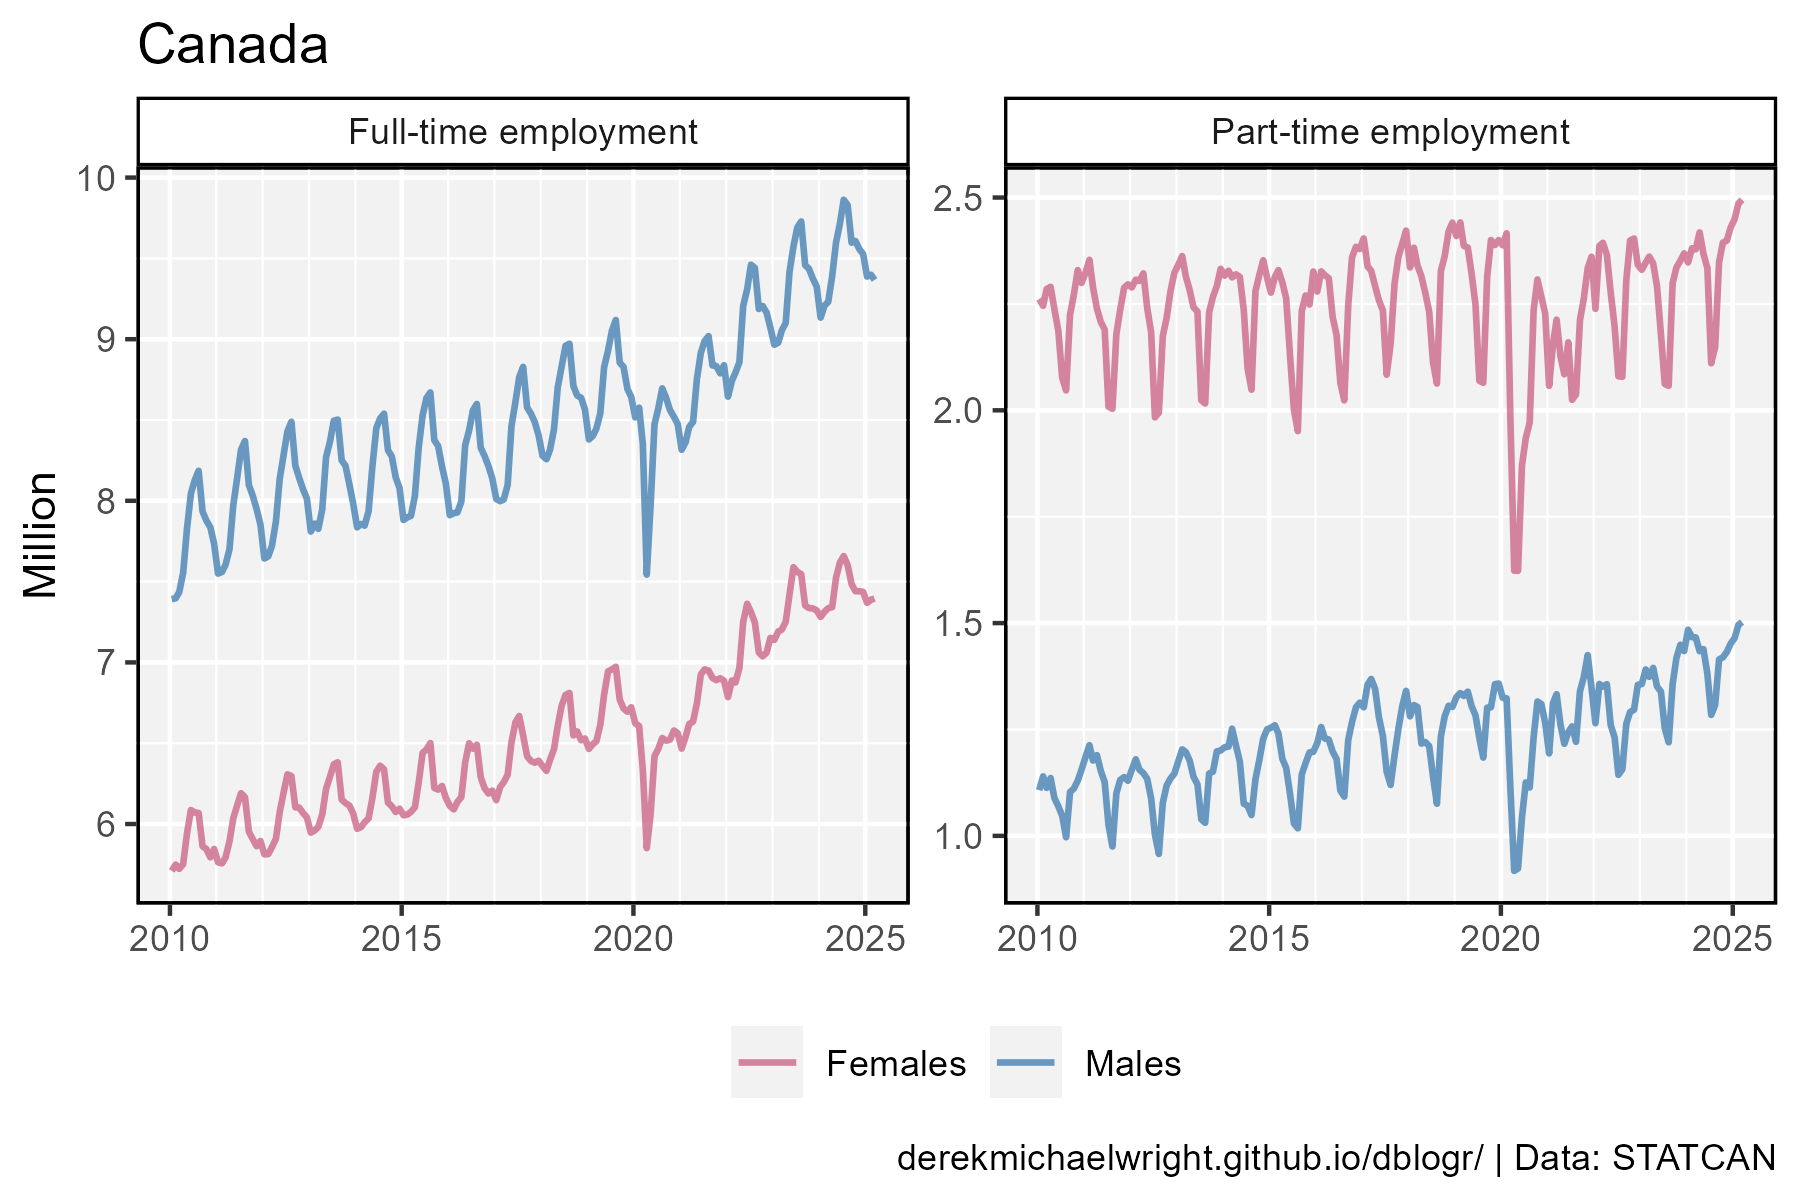 Canada
Full-time employment
Part-time employment
Million
10
9
8
7
6
2.5
2.0
1.5
1.0
2010 2015 2020 2025
2010 2015 2020 2025
Females Males
derekmichaelwright.github.io/dblogr/ | Data: STATCAN